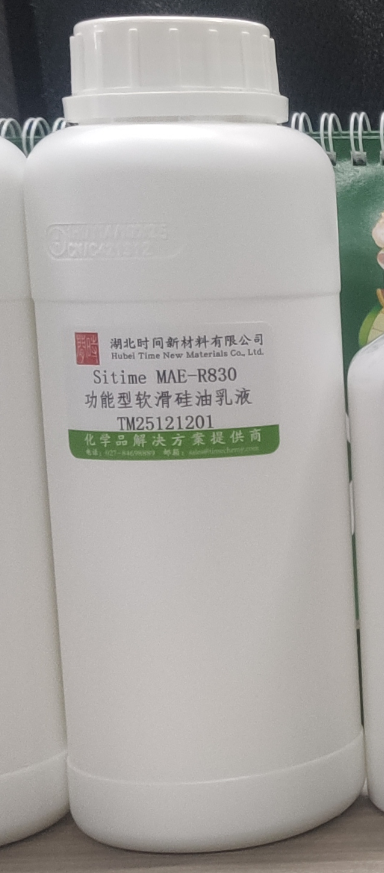 湖北时间新材料有限公司
Hubei Time New Materials Co., Ltd.
Sitime MAE-R830
功能型软滑硅油乳液
TM25121201
化学品解决方案提供商